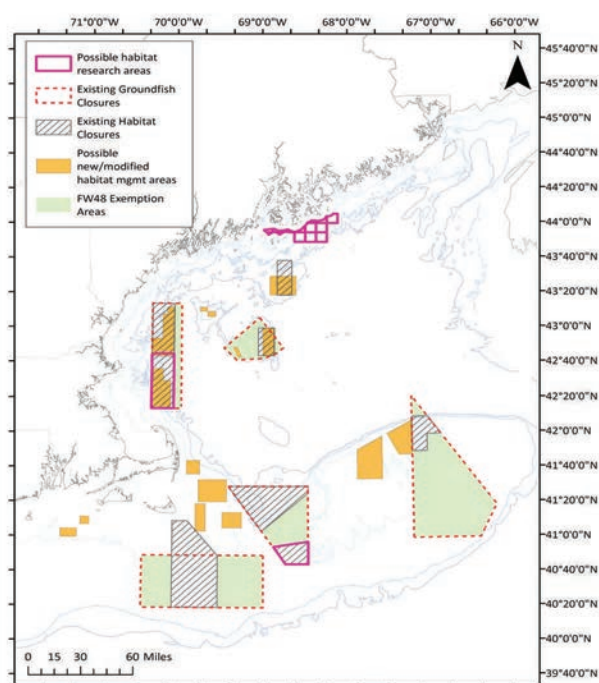 71°0'0"W 70°0'0"W 69°0'0"W 68°0'0"W 67°0'0"W 66°0'0"W
Possible habitat
research areas
Existing Groundfish
Closures
Existing Habitat
Closures
Possible
new/modified
habitat mgmt areas
FW48 Exemption
Areas
N
45°40'0"N
45°20'0"N
45°0'0"N
44°40'0"N
44°20'0"N
44°0'0"N
43°40'0"N
43°20'0"N
43°0'0"N
42°40'0"N
42°20'0"N
42°0'0"N
41°40'0"N
41°20'0"N
41°0'0"N
40°40'0"N
40°20'0"N
40°0'0"N
39°40'0"N
0 15 30 60 Miles